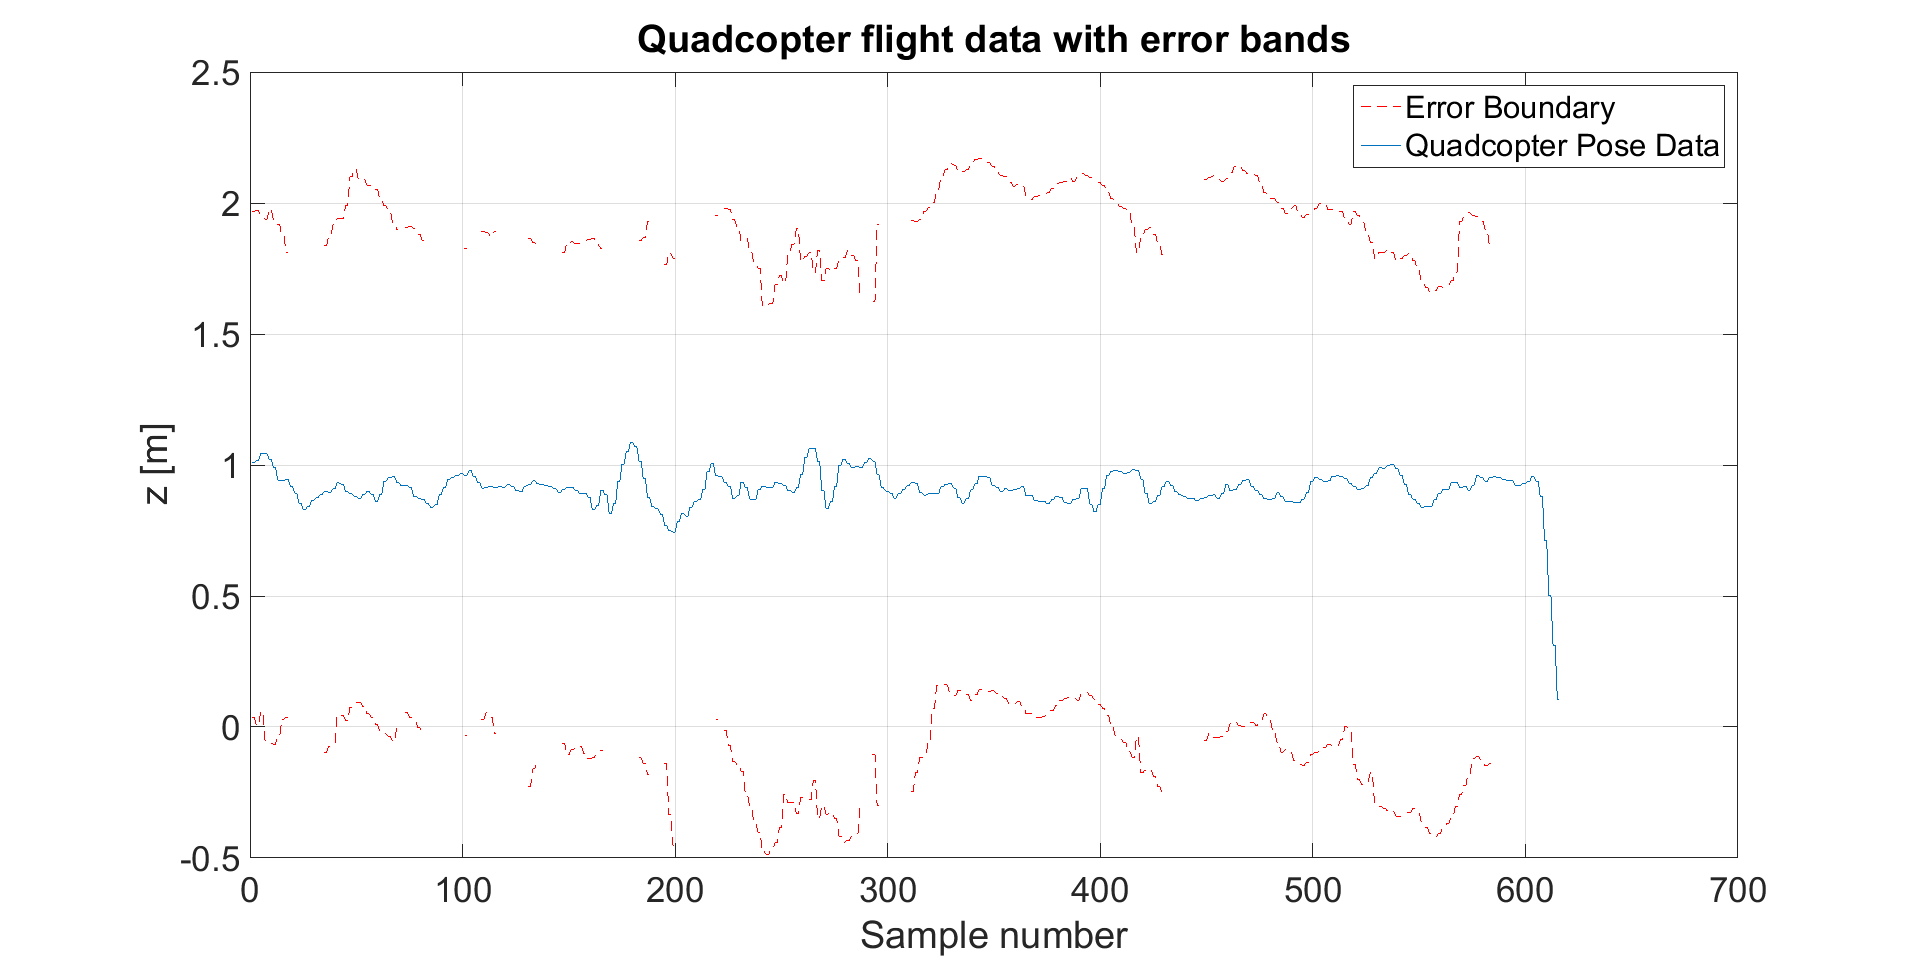 Quadcopter flight data with error bands
2.5
2
1.5
1
0.5
0
-0.5
z [m]
Error Boundary
Quadcopter Pose Data
0 100 200 300 400 500 600 700
Sample number